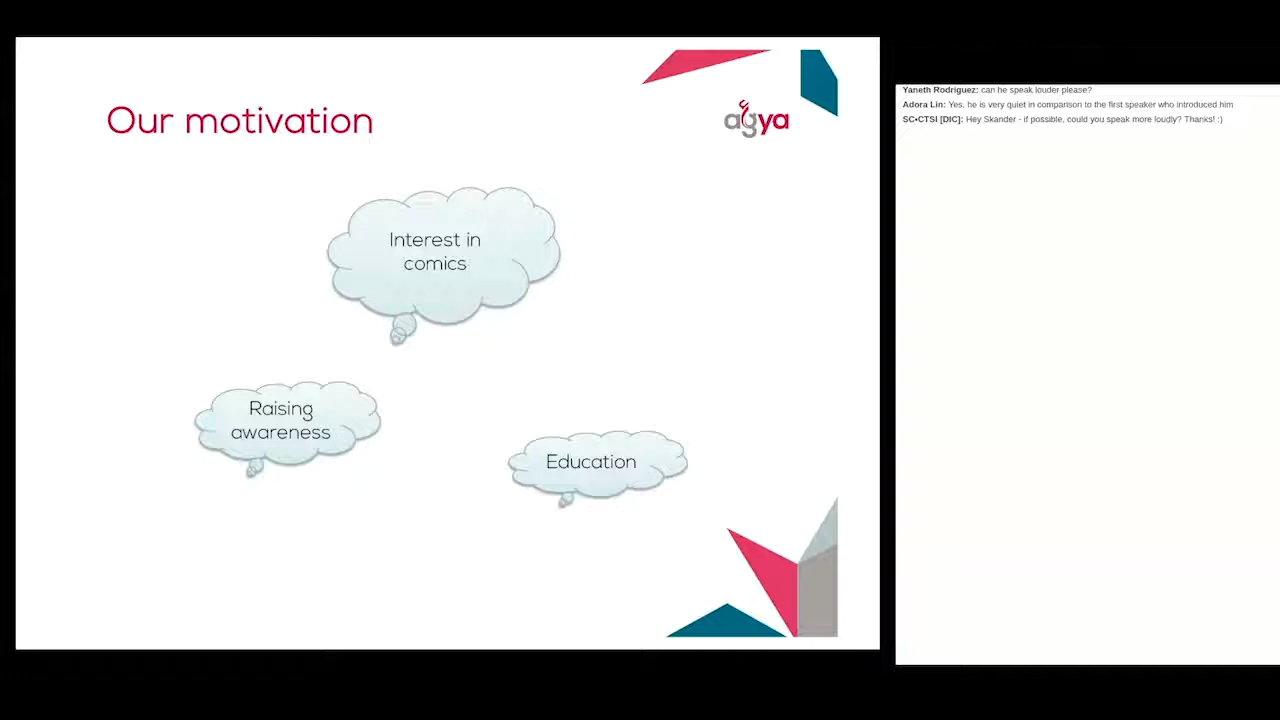 Our motivation
agya
Interest in
comics
Raising
awareness
Education
Yaneth Rodriguez: can he speak louder please?
Adora Lin: Yes, he is very quiet in comparison to the first speaker who introduced him
SC•CTSI [DIC]: Hey Skander - if possible, could you speak more loudly? Thanks! :)